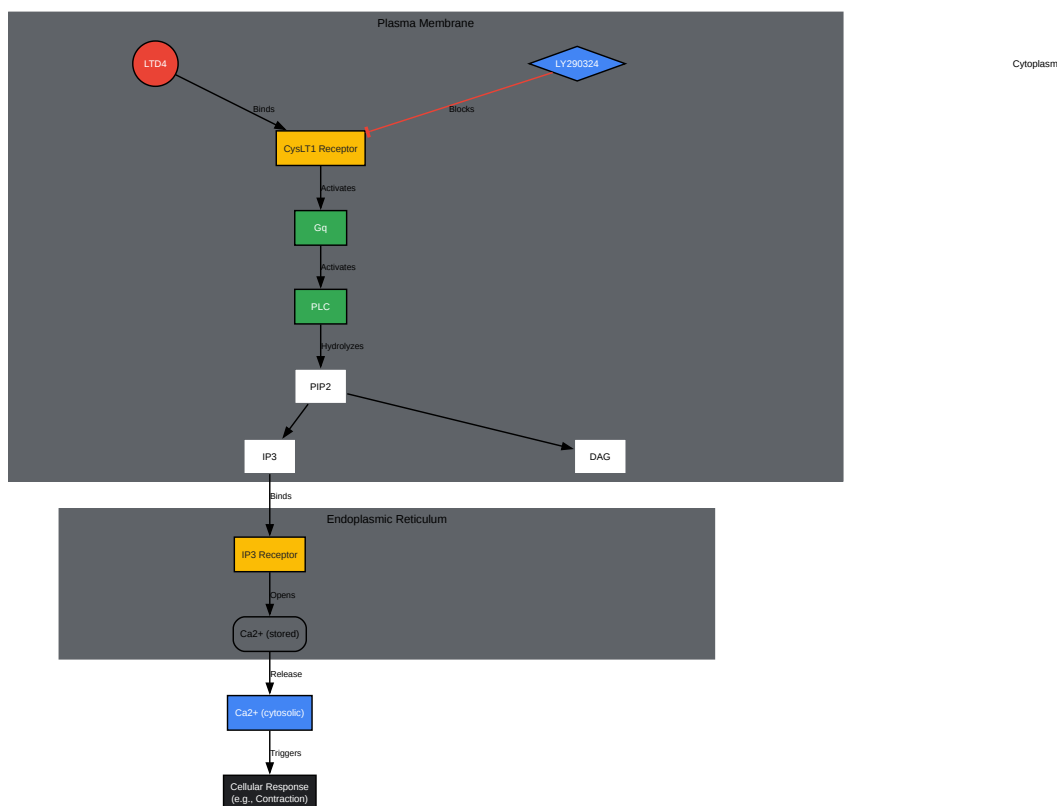 Plasma Membrane
LTD4
LY290324
Cytoplasm
Binds
Blocks
CysLT1 Receptor
Activates
Gq
Activates
PLC
Hydrolyzes
PIP2
IP3
DAG
Binds
Endoplasmic Reticulum
IP3 Receptor
Opens
Ca2+ (stored)
Release
Ca2+ (cytosolic)
Triggers
Cellular Response
(e.g., Contraction)